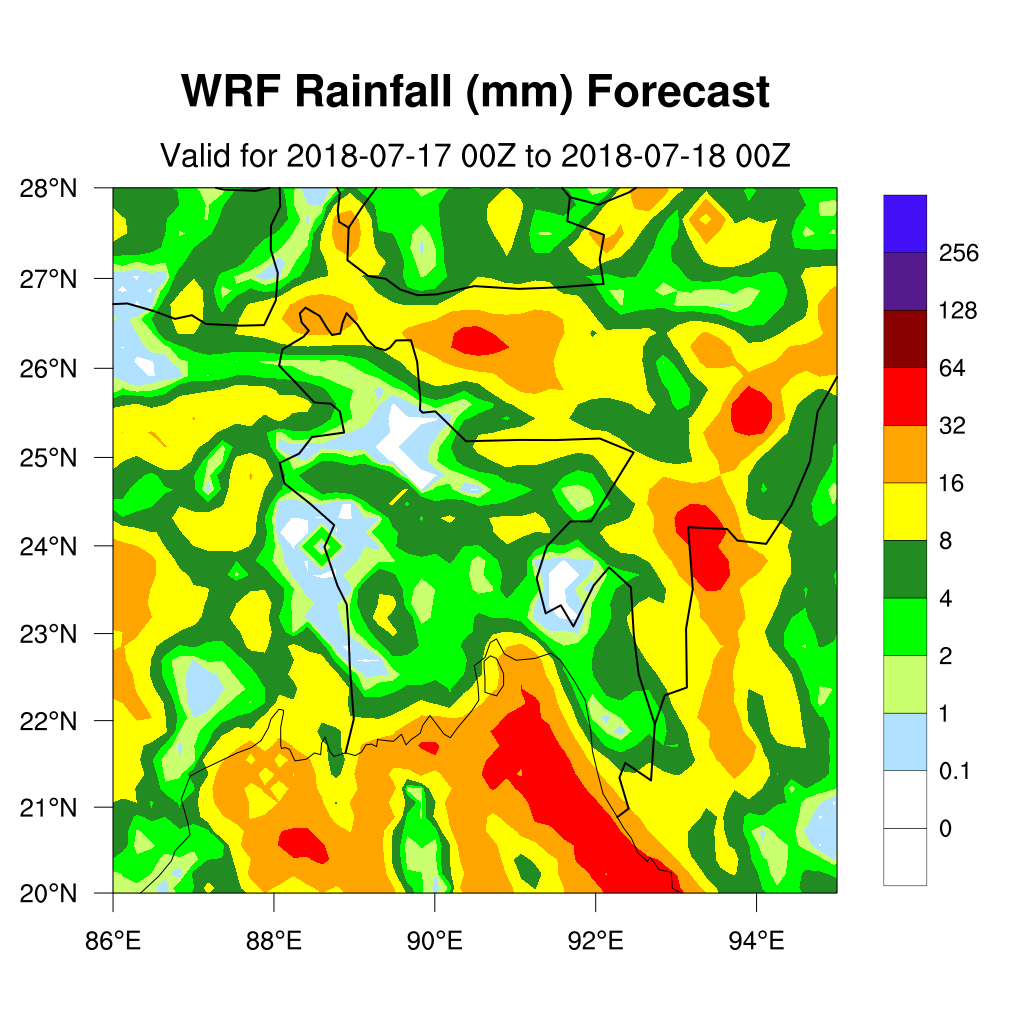 WRF Rainfall (mm) Forecast
Valid for 2018-07-17 00Z to 2018-07-18 00Z
28°N
27°N
26°N
25°N
24°N
23°N
22°N
21°N
20°N
86°E 88°E 90°E 92°E 94°E
256
128
64
32
16
8
4
2
1
0.1
0